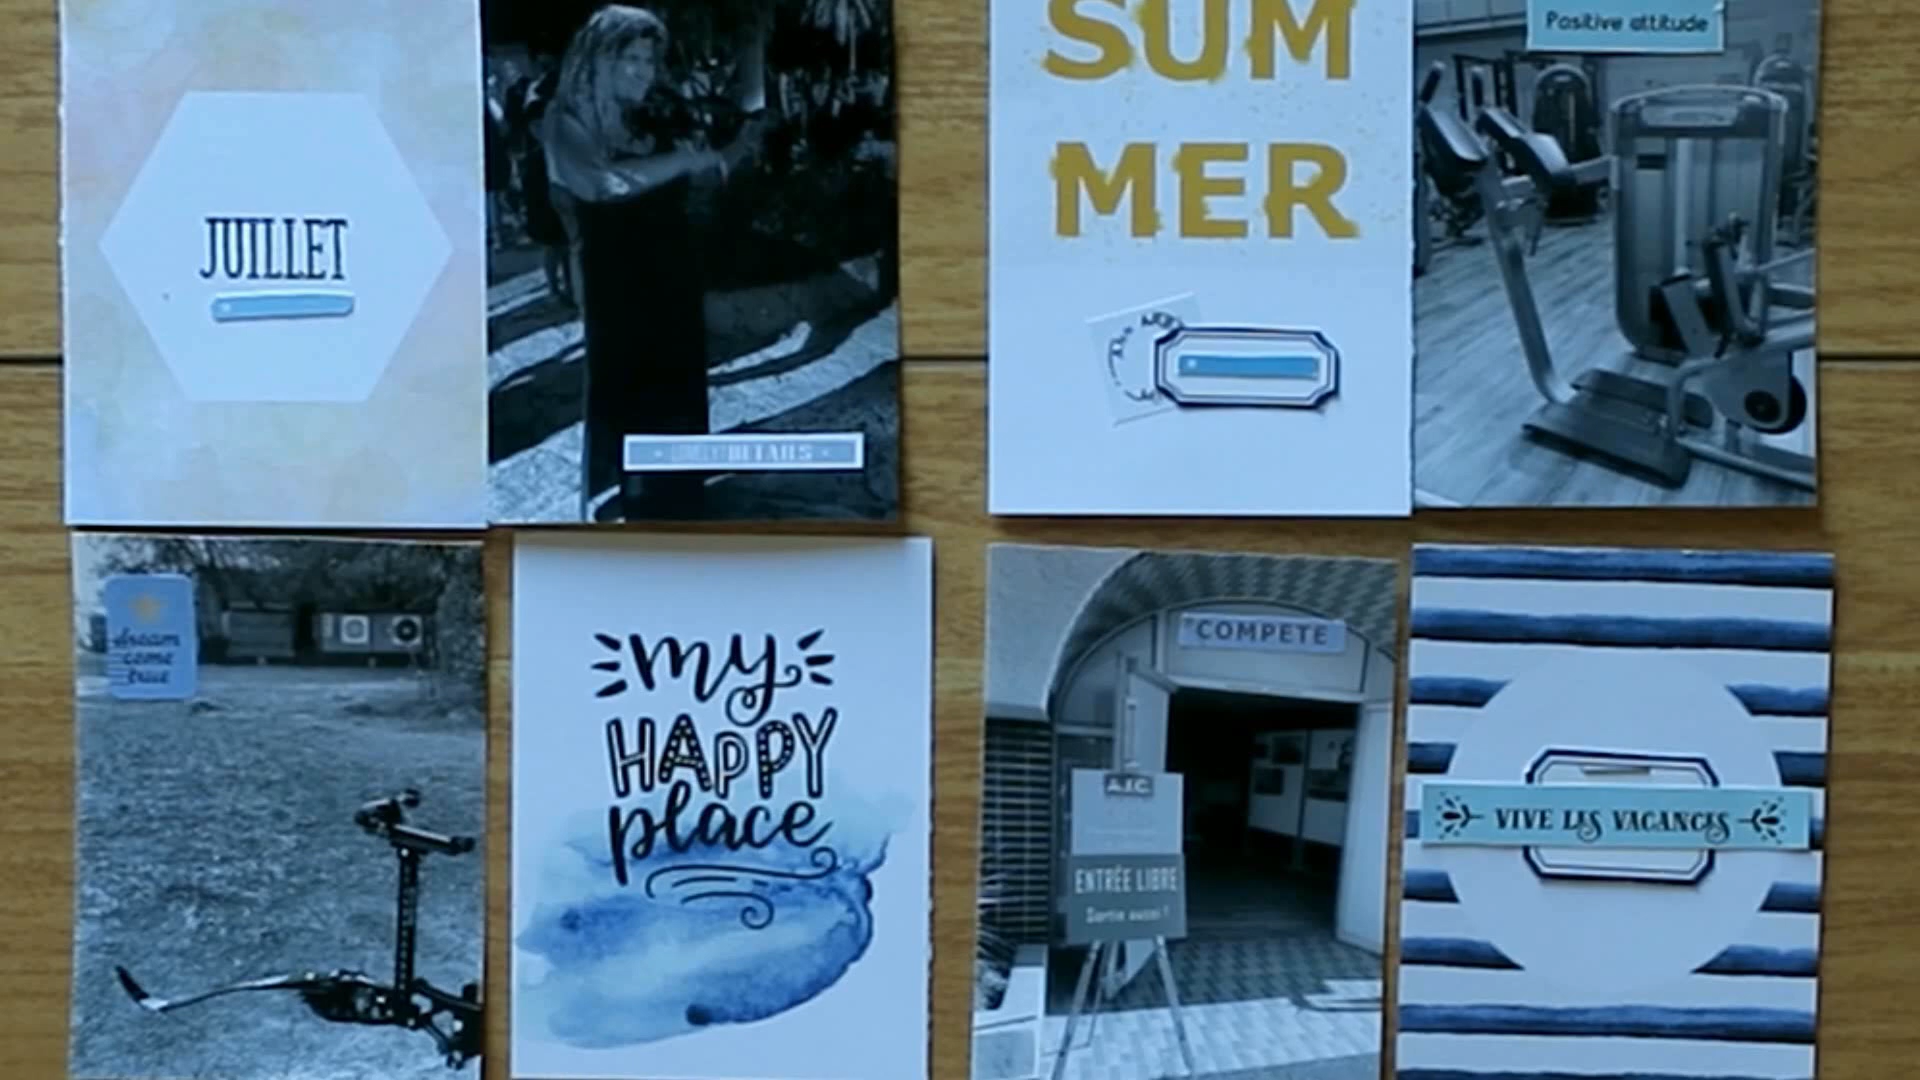 JUILLET
DETAILS
SUM
MER
Positive attitude
dream
come
true
my
HAPPY
place
COMPETE
A.I.C.
ENTRÉE LIBRE
Sortie aussi !
VIVE LES VACANCES